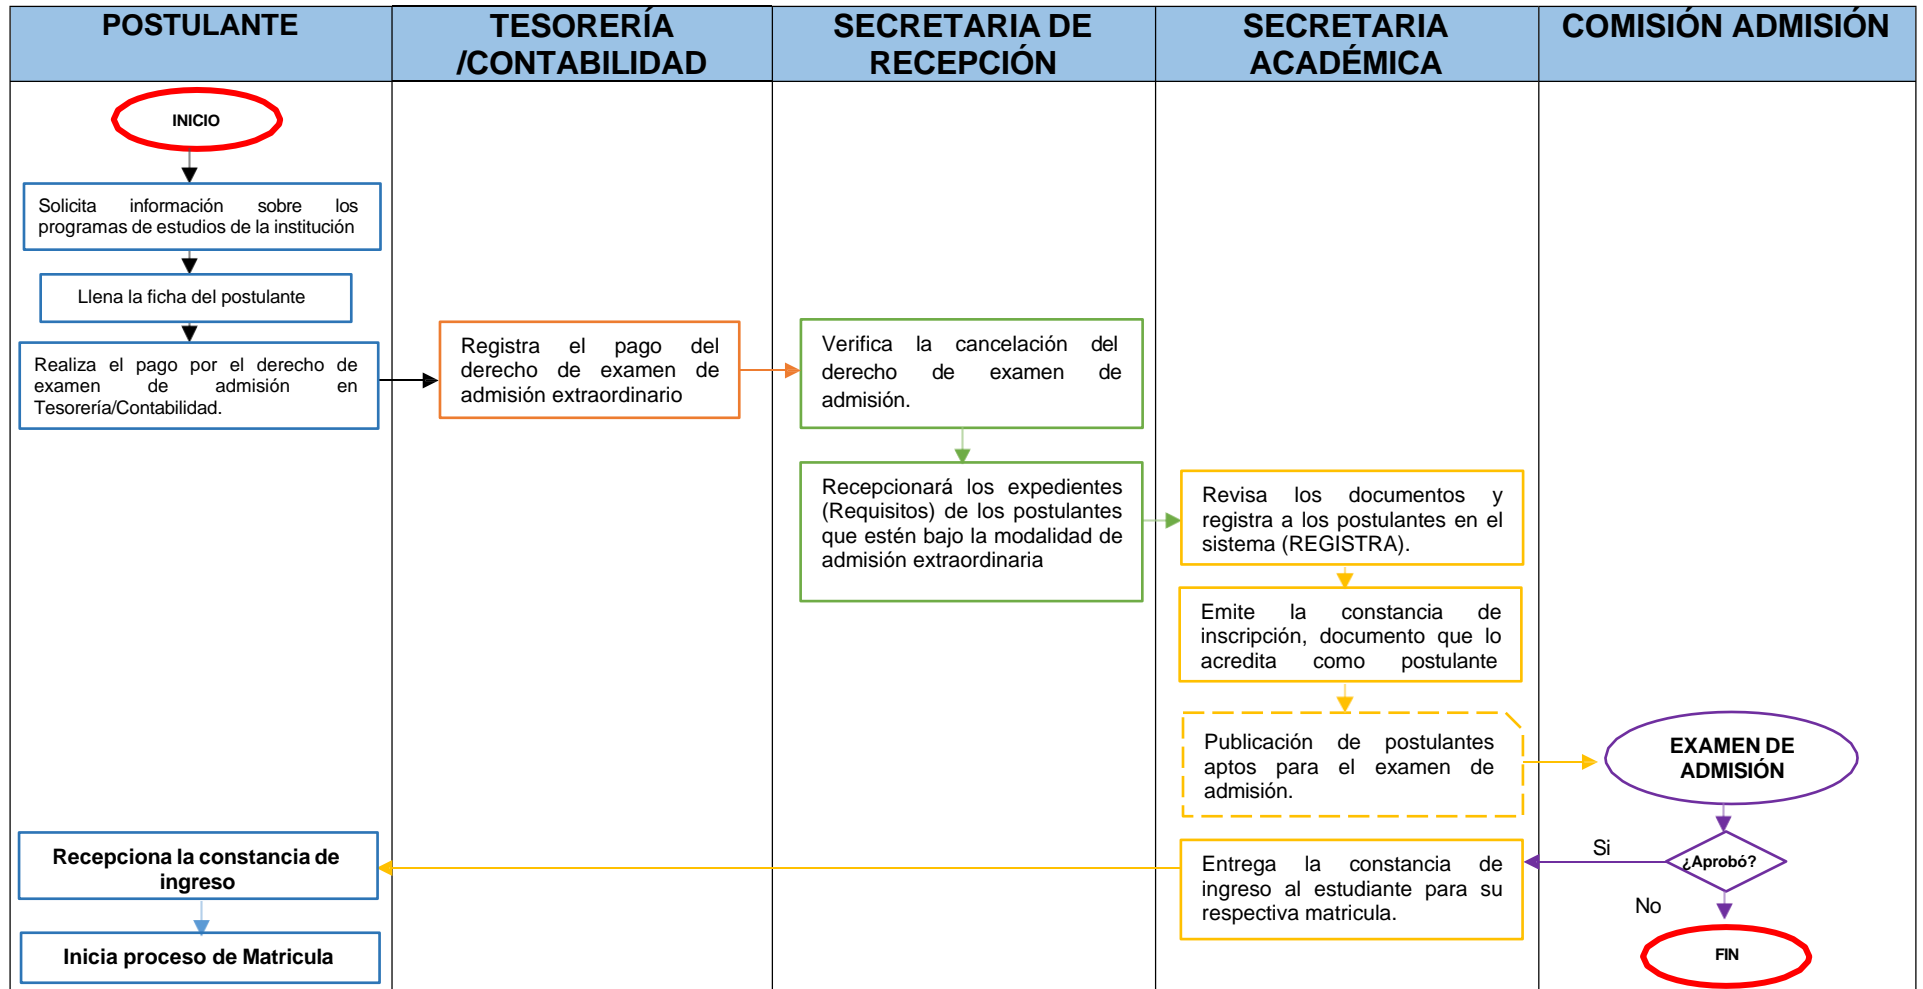 POSTULANTE
TESORERÍA
/CONTABILIDAD
SECRETARIA DE
RECEPCIÓN
SECRETARIA
ACADÉMICA
COMISIÓN ADMISIÓN
INICIO
Solicita información sobre los
programas de estudios de la institución
Llena la ficha del postulante
Realiza el pago por el derecho de
examen de admisión en
Tesorería/Contabilidad.
Registra el pago del
derecho de examen de
admisión extraordinario
Verifica la cancelación del
derecho de examen de
admisión.
Recepcionará los expedientes
(Requisitos) de los postulantes
que estén bajo la modalidad de
admisión extraordinaria
Revisa los documentos y
registra a los postulantes en el
sistema (REGISTRA).
Emite la constancia de
inscripción, documento que lo
acredita como postulante
Publicación de postulantes
aptos para el examen de
admisión.
EXAMEN DE
ADMISIÓN
¿Aprobó?
Si
No
Entrega la constancia de
ingreso al estudiante para su
respectiva matricula.
Recepciona la constancia de
ingreso
Inicia proceso de Matricula
FIN